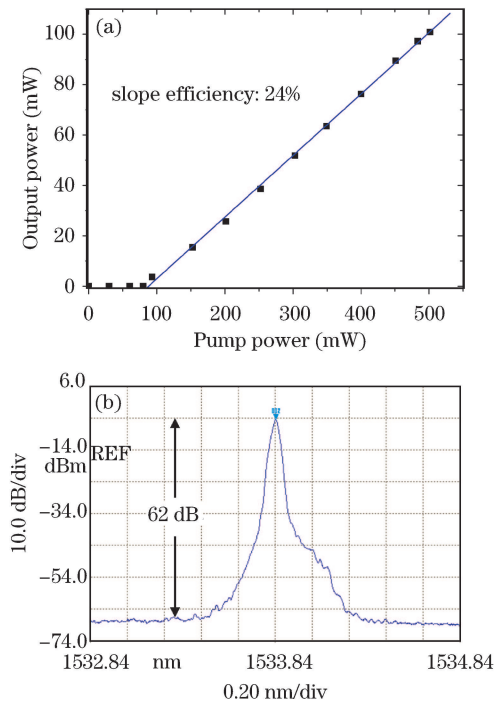 (a)
slope efficiency: 24%
Output power (mW)
100
80
60
40
20
0
0 100 200 300 400 500
Pump power (mW)
(b)
6.0
−14.0
dBm REF
−34.0
−54.0
−74.0
10.0 dB/div
62 dB
1532.84 nm 1533.84 1534.84
0.20 nm/div